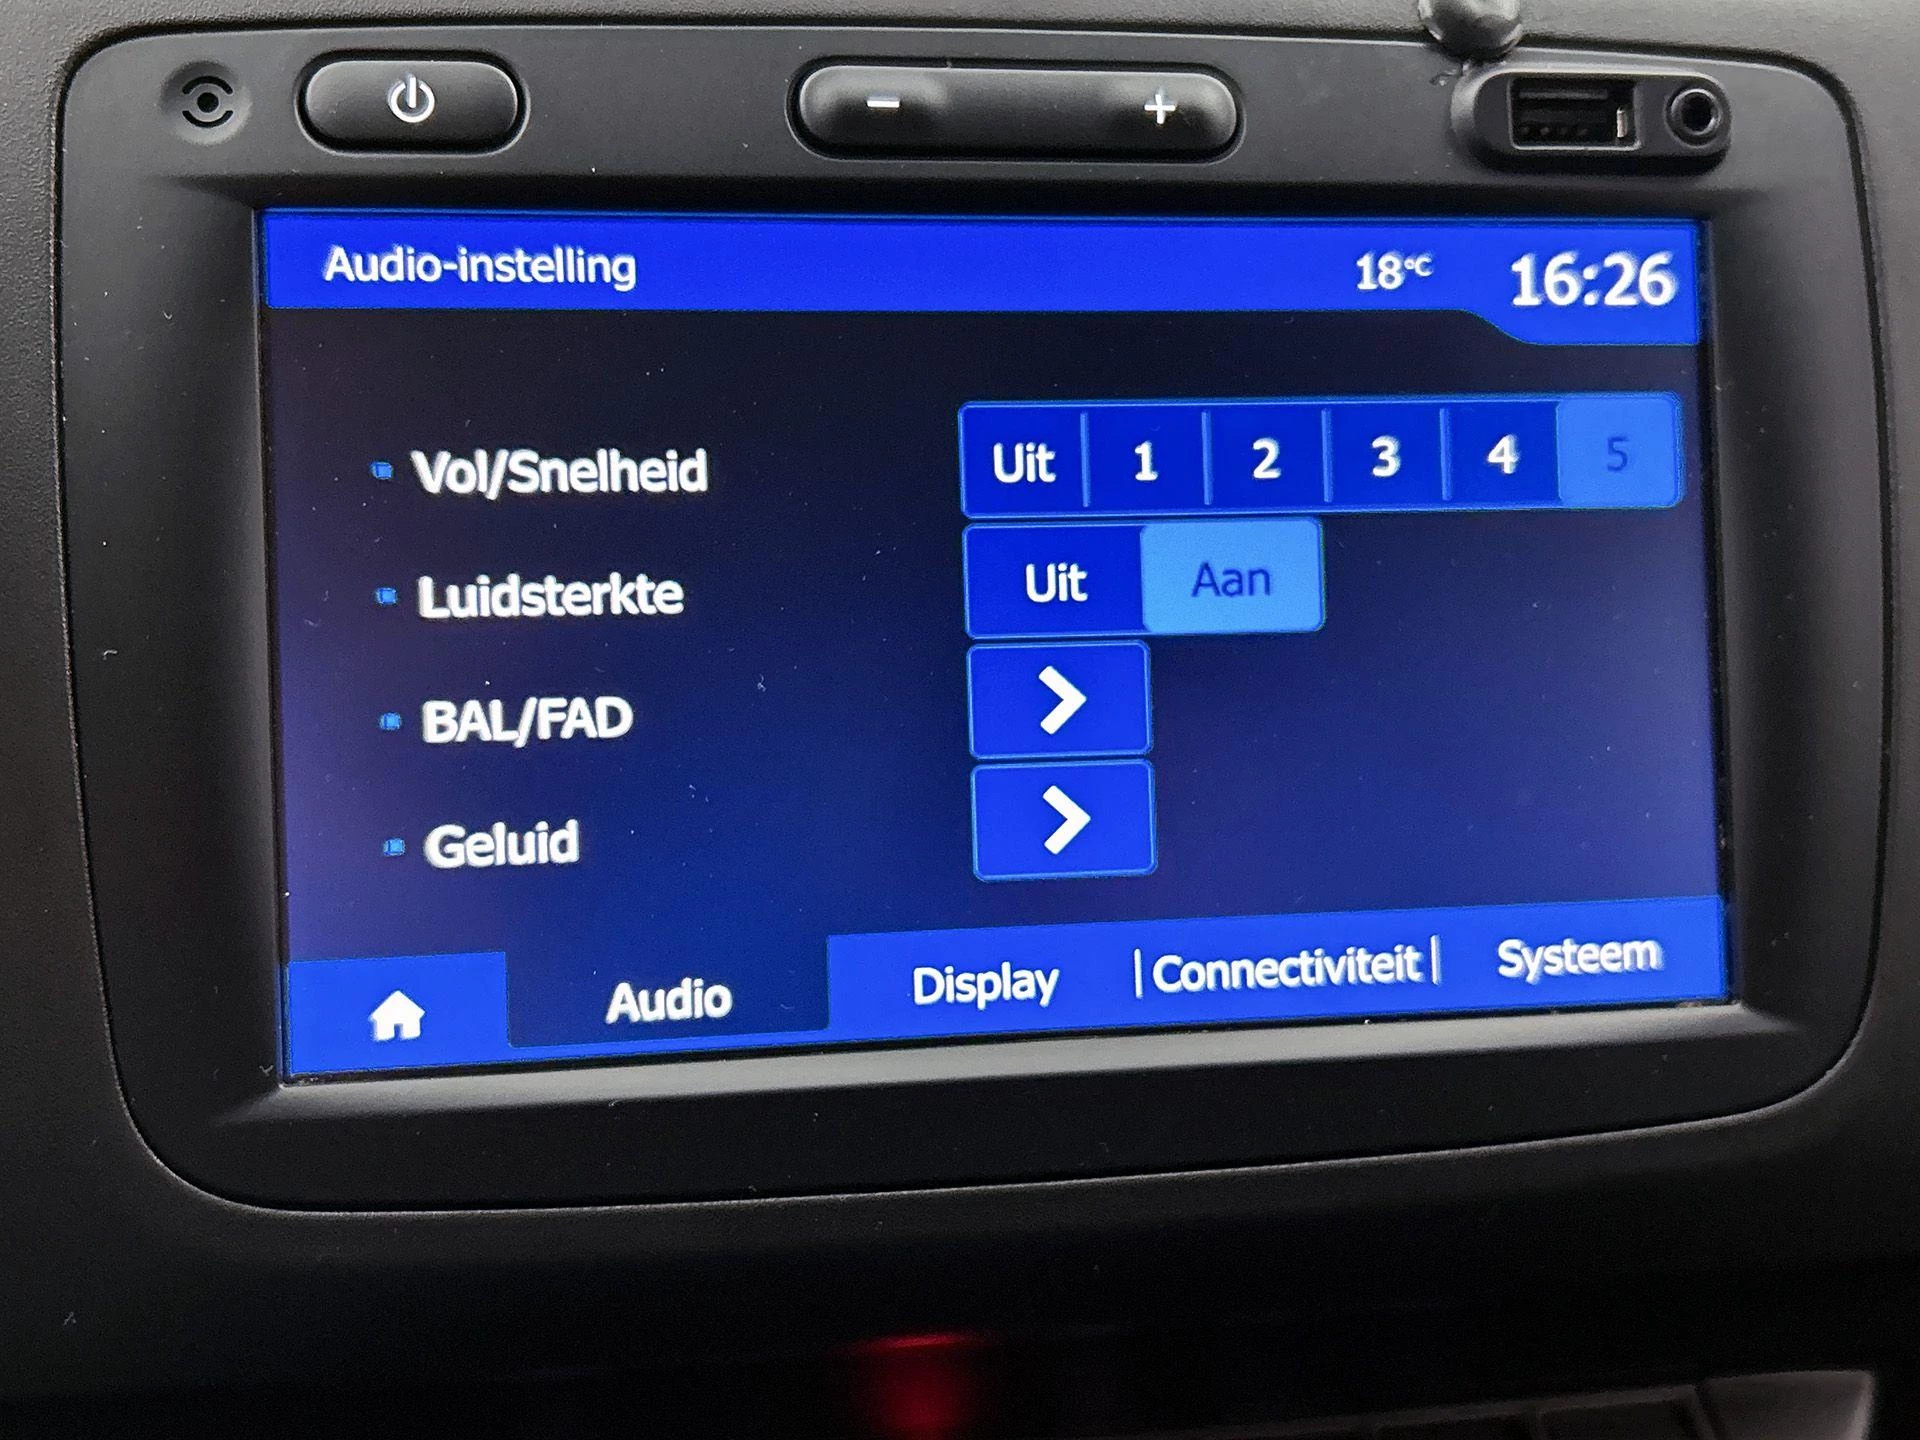 Audio-instelling 18°C 16:26
Vol/Snelheid Uit 1 2 3 4 5
Luidsterkte Uit Aan
BAL/FAD
Geluid
Audio Display Connectiviteit Systeem